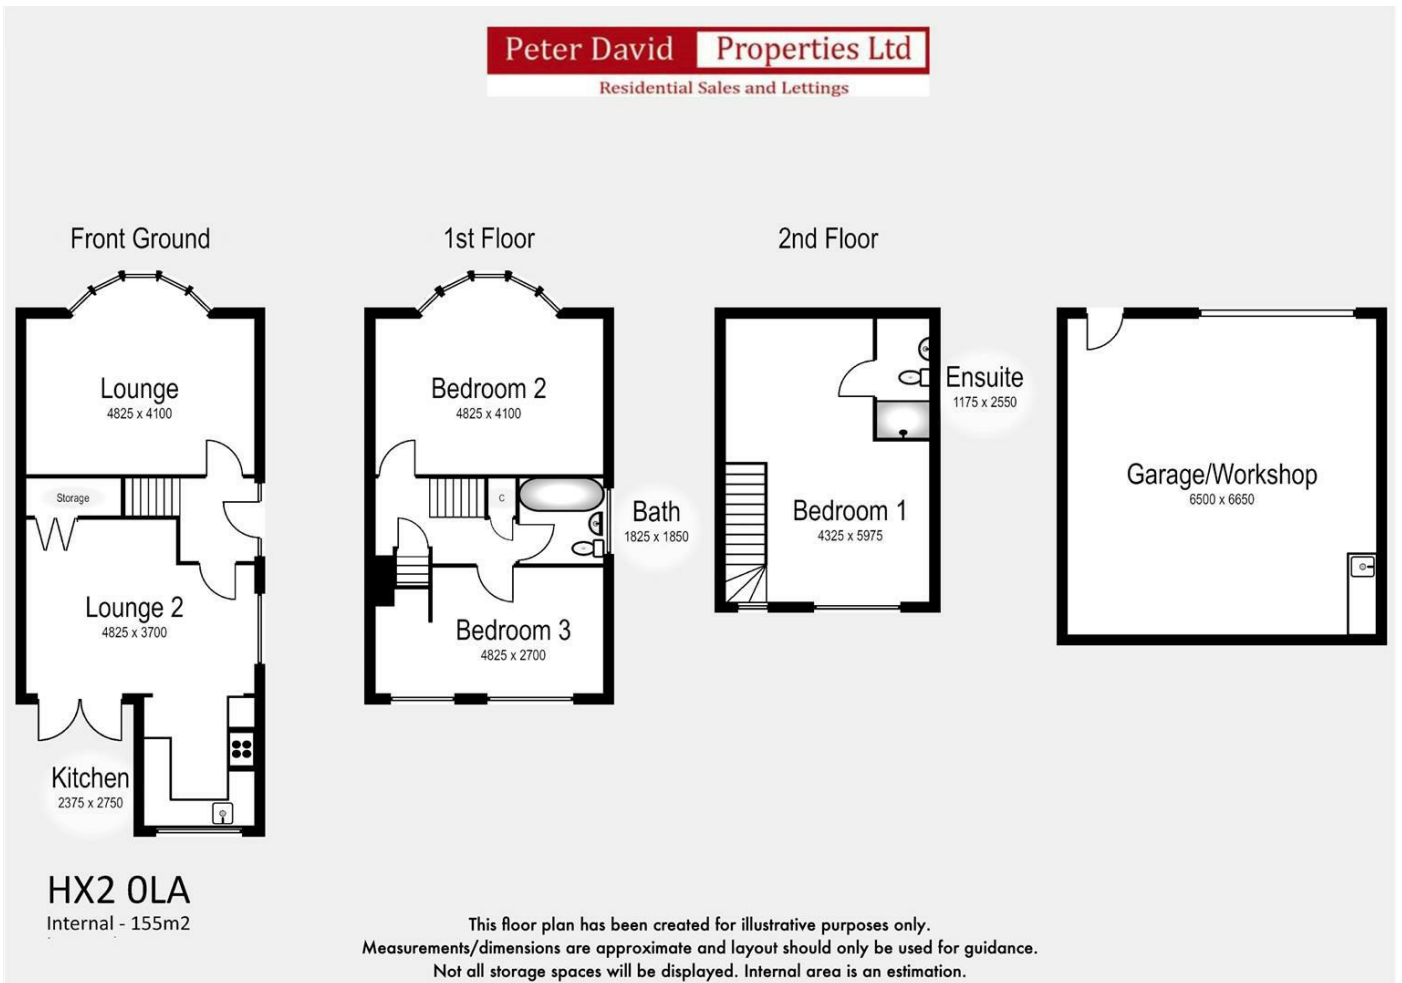 Peter David Properties Ltd
Residential Sales and Lettings
Front Ground
1st Floor
2nd Floor
Lounge
4825 x 4100
Storage
Lounge 2
4825 x 3700
Kitchen
2375 x 2750
Bedroom 2
4825 x 4100
C
Bath
1825 x 1850
Bedroom 3
4825 x 2700
Ensuite
1175 x 2550
Bedroom 1
4325 x 5975
Garage/Workshop
6500 x 6650
HX2 0LA
Internal - 155m2
This floor plan has been created for illustrative purposes only.
Measurements/dimensions are approximate and layout should only be used for guidance.
Not all storage spaces will be displayed. Internal area is an estimation.